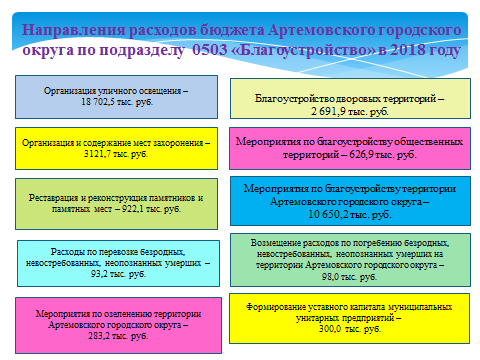 Направления расходов бюджета Артемовского городского
округа по подразделу 0503 «Благоустройство» в 2018 году
Организация уличного освещения –
18 702,5 тыс. руб.
Благоустройство дворовых территорий –
2 691,9 тыс. руб.
Организация и содержание мест захоронения –
3121,7 тыс. руб.
Мероприятия по благоустройству общественных
территорий – 626,9 тыс. руб.
Реставрация и реконструкция памятников и
памятных мест – 922,1 тыс. руб.
Мероприятия по благоустройству территории
Артемовского городского округа –
10 650,2 тыс. руб.
Расходы по перевозке безродных,
невостребованных, неопознанных умерших –
93,2 тыс. руб.
Возмещение расходов по погребению безродных,
невостребованных, неопознанных умерших на
территории Артемовского городского округа –
98,0 тыс. руб.
Мероприятия по озеленению территории
Артемовского городского округа –
283,2 тыс. руб.
Формирование уставного капитала муниципальных
унитарных предприятий –
300,0 тыс. руб.